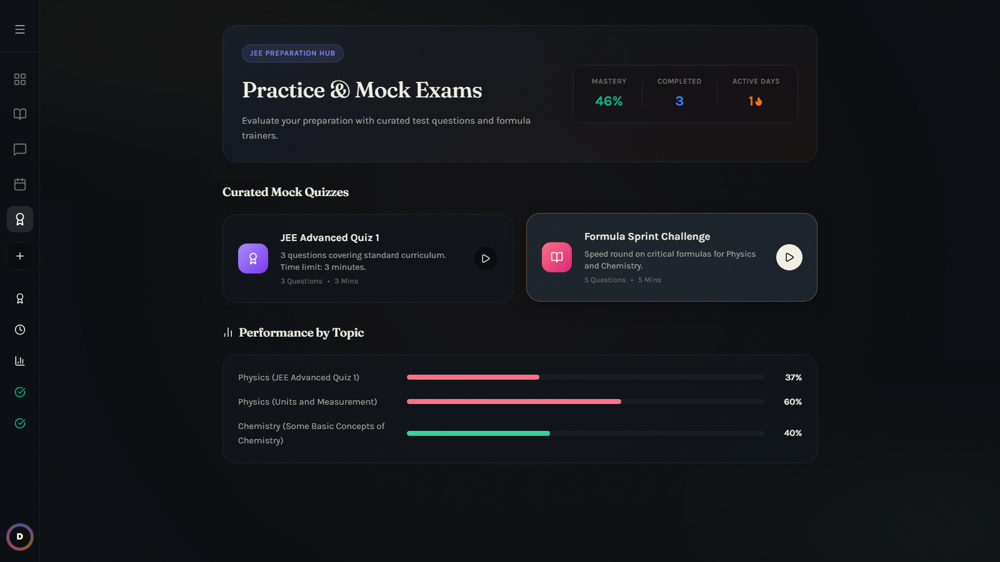 JEE PREPARATION HUB
Practice & Mock Exams
Evaluate your preparation with curated test questions and formula
trainers.
MASTERY
46%
COMPLETED
3
ACTIVE DAYS
1
Curated Mock Quizzes
JEE Advanced Quiz 1
3 questions covering standard curriculum.
Time limit: 3 minutes.
3 Questions • 3 Mins
Formula Sprint Challenge
Speed round on critical formulas for Physics
and Chemistry.
5 Questions • 5 Mins
Performance by Topic
Physics (JEE Advanced Quiz 1)
37%
Physics (Units and Measurement)
60%
Chemistry (Some Basic Concepts of
Chemistry)
40%
D